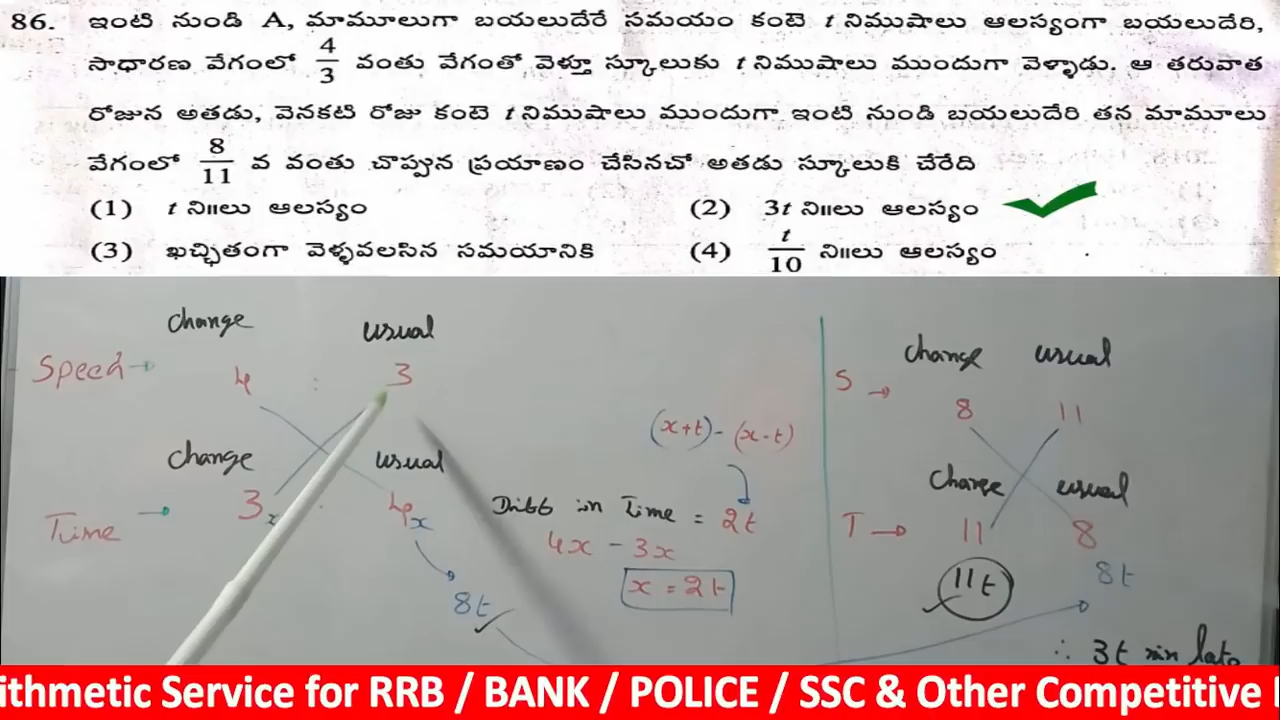 86. ఇంటి నుండి A, మామూలుగా బయలుదేరే సమయం కంటె t నిముషాలు ఆలస్యంగా బయలుదేరి,
సాధారణ వేగంలో 4/3 వంతు వేగంతో వెళ్తూ స్కూలుకు t నిముషాలు ముందుగా వెళ్ళాడు. ఆ తరువాత
రోజున అతడు, వెనకటి రోజు కంటె t నిముషాలు ముందుగా ఇంటి నుండి బయలుదేరి తన మామూలు
వేగంలో 8/11 వ వంతు చొప్పున ప్రయాణం చేసినచో అతడు స్కూలుకి చేరేది
(1) t ని॥లు ఆలస్యం (2) 3t ని॥లు ఆలస్యం
(3) ఖచ్చితంగా వెళ్ళవలసిన సమయానికి (4) t/10 ని॥లు ఆలస్యం
change usual
Speed → 4 : 3
change usual
Time → 3x : 4x
8t
(x+t) - (x-t)
Diff in Time = 2t
4x - 3x
x = 2t
change usual
S → 8 11
change usual
T → 11 8
11t 8t
∴ 3t min late
ithmetic Service for RRB / BANK / POLICE / SSC & Other Competitive